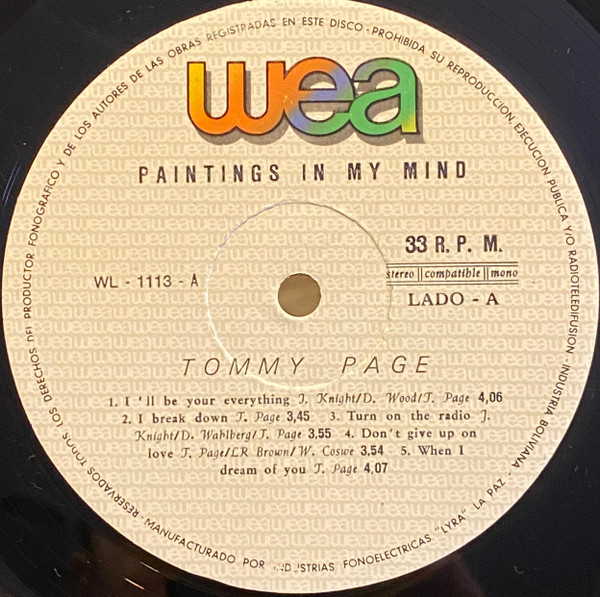 RESERVADOS TODOS LOS DERECHOS DEL PRODUCTOR FONOGRAFICO Y DE LOS AUTORES DE LAS OBRAS REGISTRADAS EN ESTE DISCO - PROHIBIDA SU REPRODUCCION, EJECUCION PUBLICA Y/O RADIOTELEDIFUSION - INDUSTRIA BOLIVIANA
wea
PAINTINGS IN MY MIND
33 R. P. M.
WL - 1113 - A
stereo || compatible || mono
LADO - A
TOMMY PAGE
1. I 'll be your everything J. Knight/D. Wood/T. Page 4,06
2. I break down T. Page 3,45 3. Turn on the radio J.
Knight/D. Wahlberg/T. Page 3.55 4. Don't give up on
love T. Page/LR Brown/W. Coswe 3.54 5. When I
dream of you T. Page 4,07
MANUFACTURADO POR INDUSTRIAS FONOELECTRICAS "LYRA" LA PAZ -